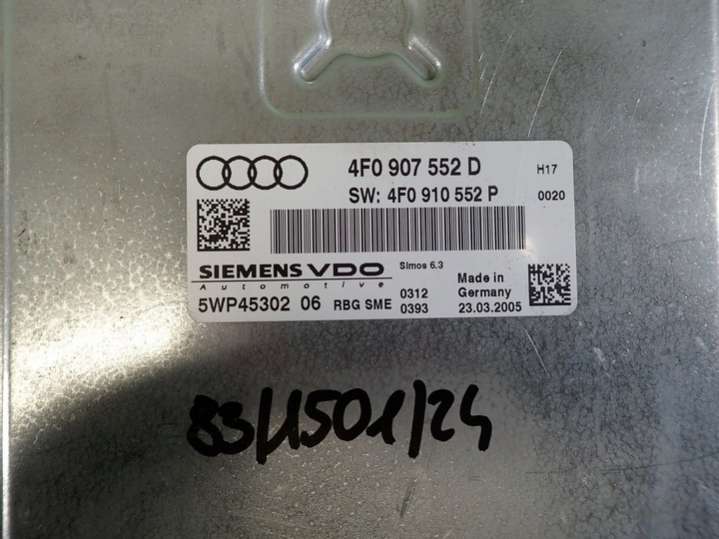 4F0 907 552 D H17
SW: 4F0 910 552 P 0020
SIEMENS VDO Simos 6.3
Automotive
5WP45302 06 RBG SME 0312
0393
Made in
Germany
23.03.2005
83/1501/24